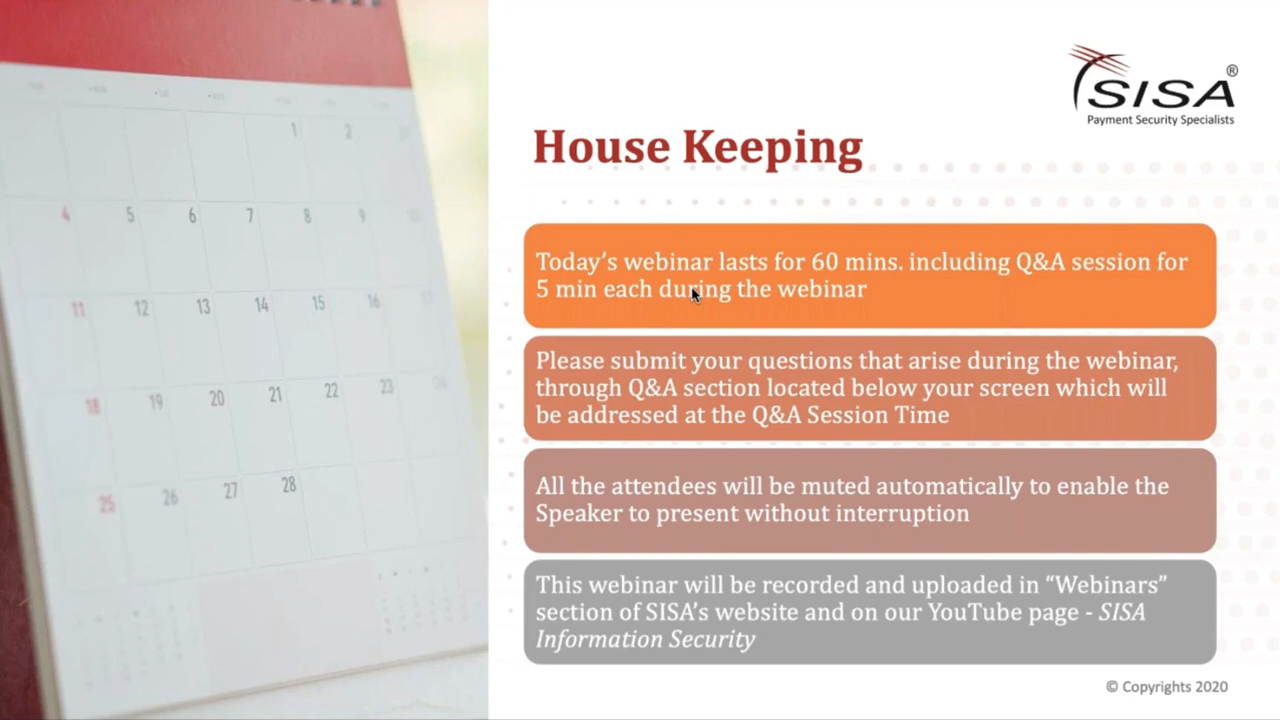 SISA®
Payment Security Specialists
House Keeping
Today’s webinar lasts for 60 mins. including Q&A session for
5 min each during the webinar
Please submit your questions that arise during the webinar,
through Q&A section located below your screen which will
be addressed at the Q&A Session Time
All the attendees will be muted automatically to enable the
Speaker to present without interruption
This webinar will be recorded and uploaded in “Webinars”
section of SISA’s website and on our YouTube page - SISA
Information Security
© Copyrights 2020
1 2
4 5 6 7 8 9
11 12 13 14 15 16 17
18 19 20 21 22 23 24
25 26 27 28